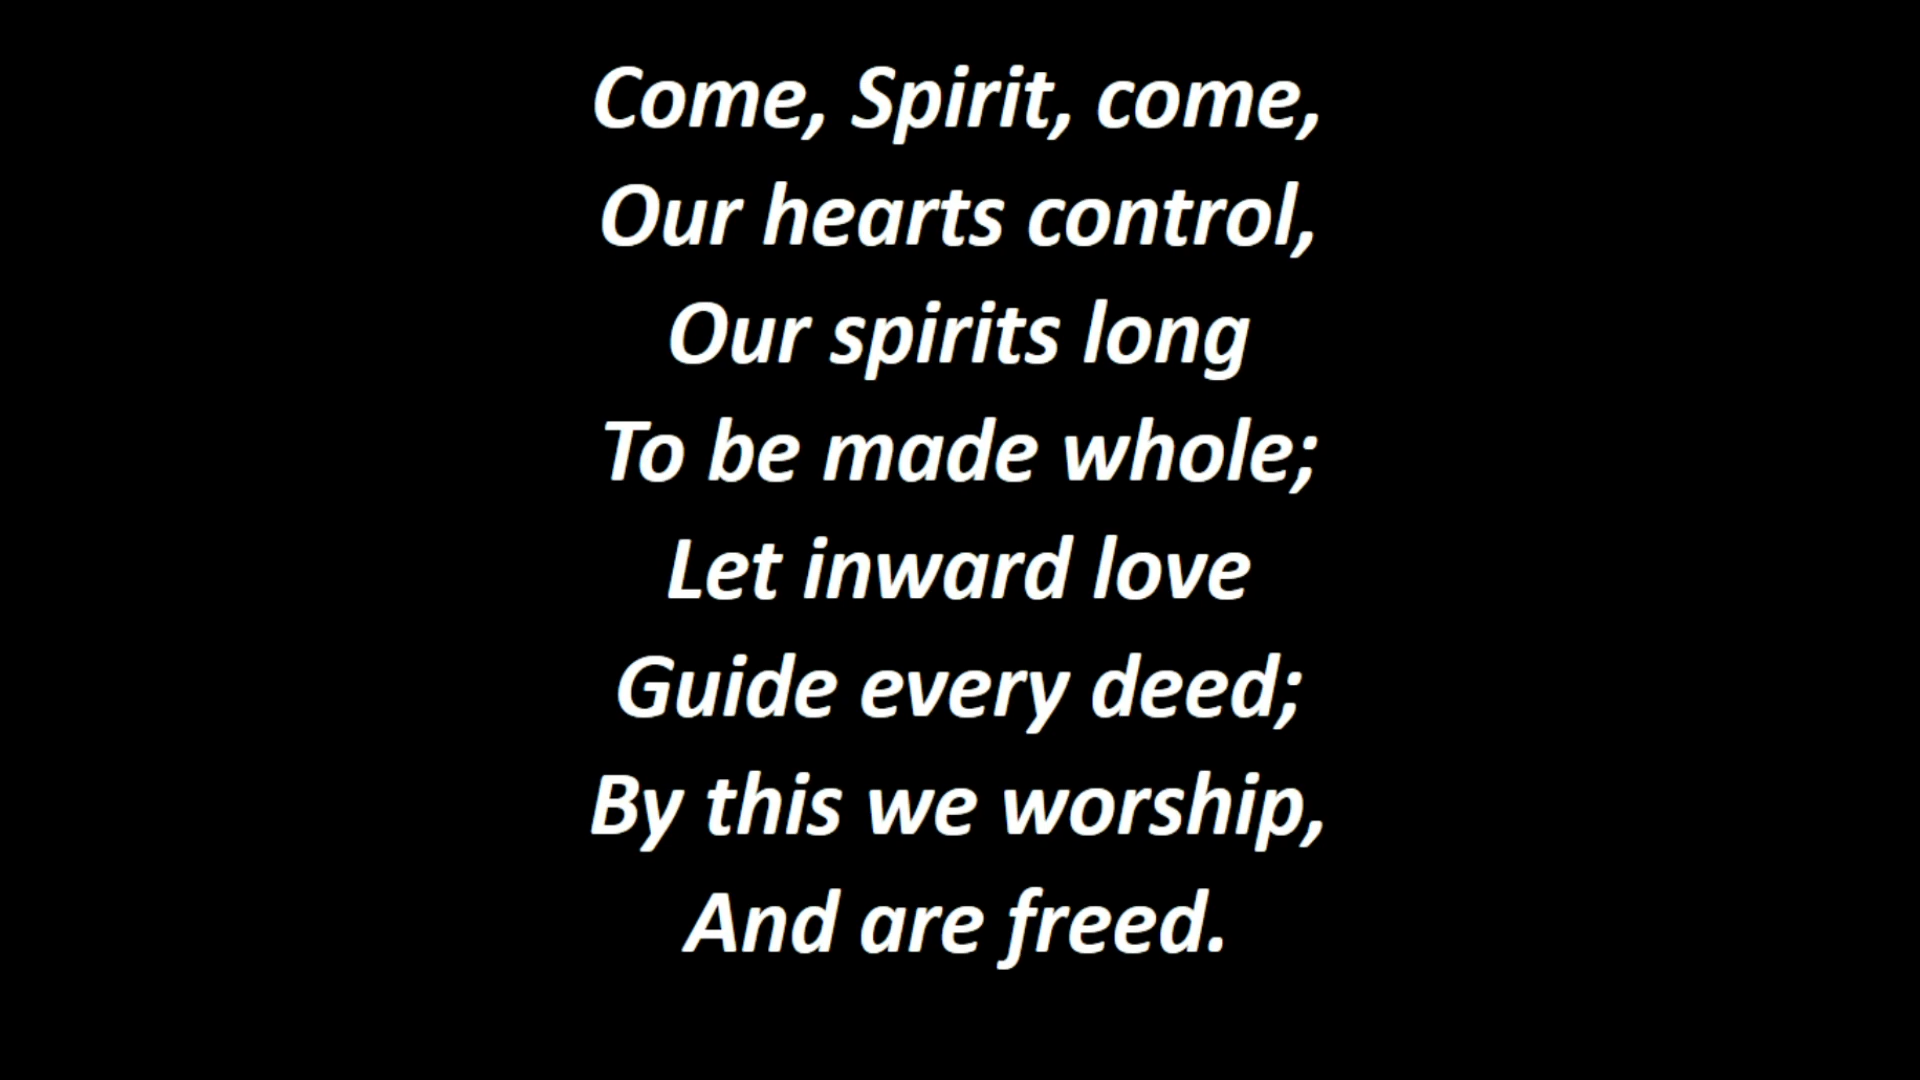 Come, Spirit, come,
Our hearts control,
Our spirits long
To be made whole;
Let inward love
Guide every deed;
By this we worship,
And are freed.